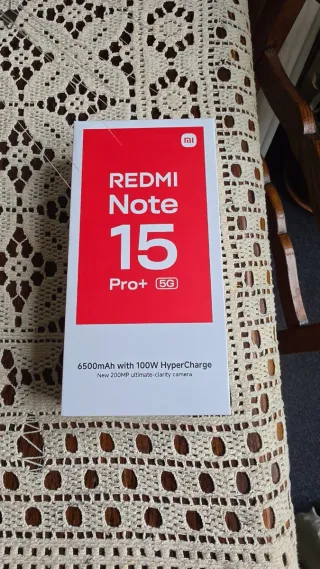 mi
REDMI
Note
15
Pro+ 5G
6500mAh with 100W HyperCharge
New 200MP ultimate-clarity camera